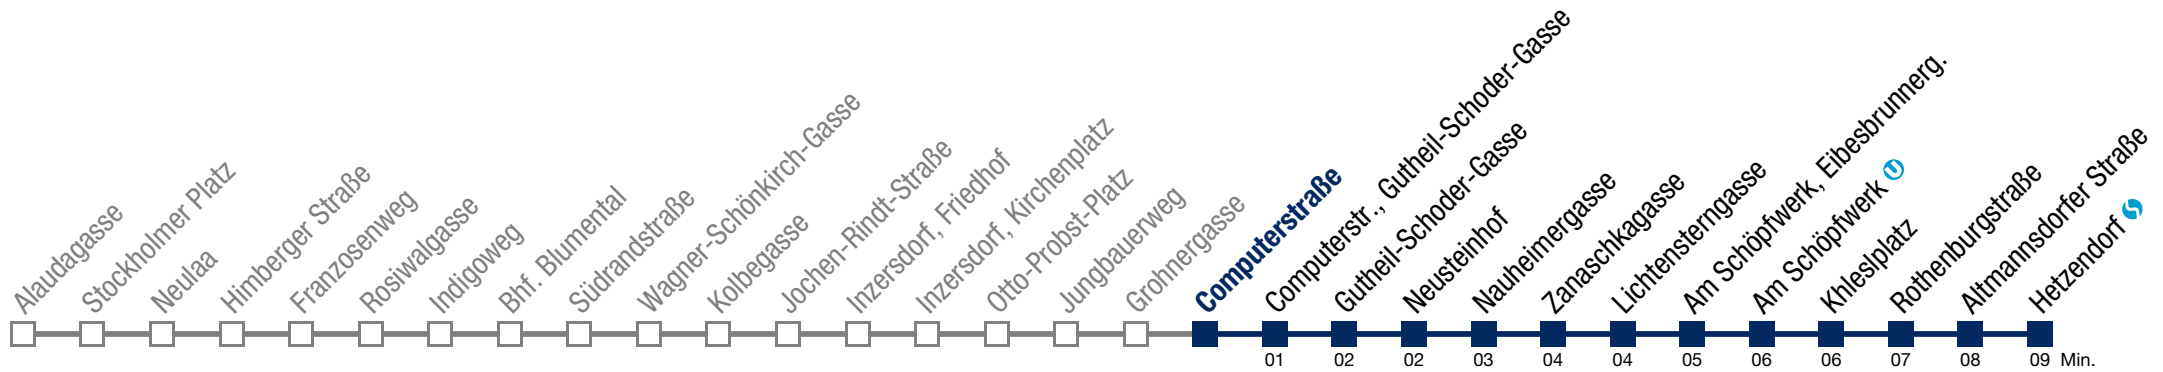 Alaudagasse
Stockholmer Platz
Neulaa
Himberger Straße
Franzosenweg
Rosiwalgasse
Indigoweg
Bhf. Blumental
Südrandstraße
Wagner-Schönkirch-Gasse
Kolbegasse
Jochen-Rindt-Straße
Inzersdorf, Friedhof
Inzersdorf, Kirchenplatz
Otto-Probst-Platz
Jungbauerweg
Grohnergasse
Computerstraße
Computerstr., Gutheil-Schoder-Gasse
Gutheil-Schoder-Gasse
Neusteinhof
Nauheimergasse
Zanaschkagasse
Lichtensterngasse
Am Schöpfwerk, Eibesbrunnerg.
Am Schöpfwerk U
Khleslplatz
Rothenburgstraße
Altmannsdorfer Straße
Hetzendorf S
01 02 02 03 04 04 05 06 06 07 08 09 Min.